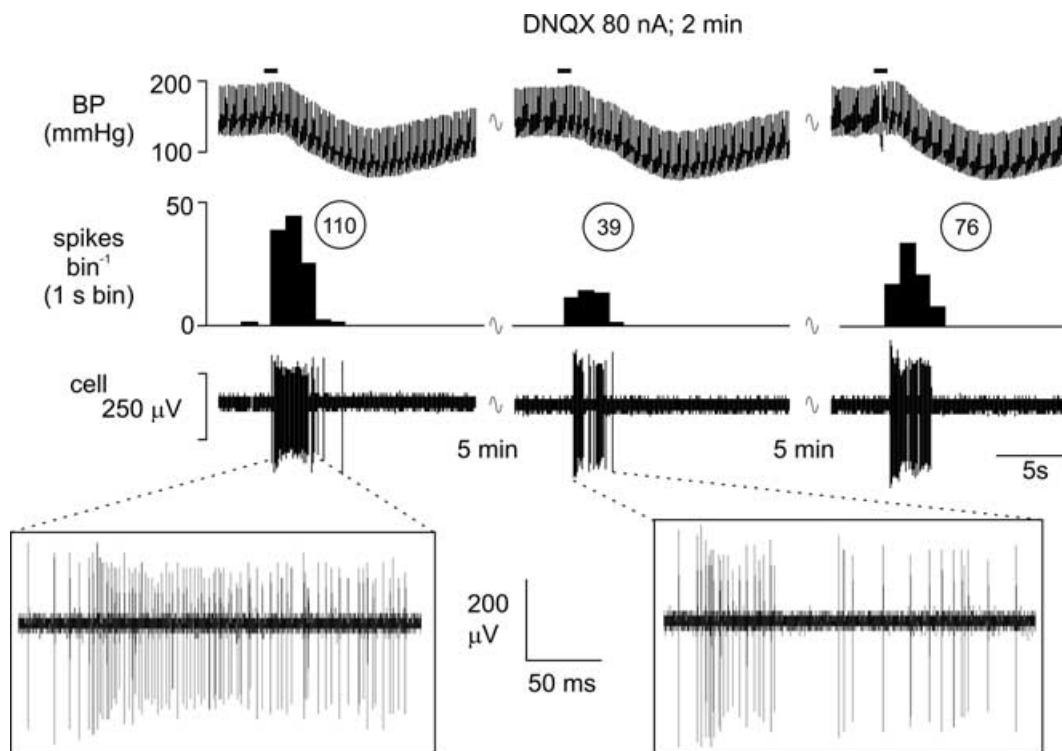 DNQX 80 nA; 2 min
200
BP
(mmHg)
100
50
110
39
76
spikes
bin⁻¹
(1 s bin)
0
cell
250 μV
5 min
5 min
5s
200
μV
50 ms